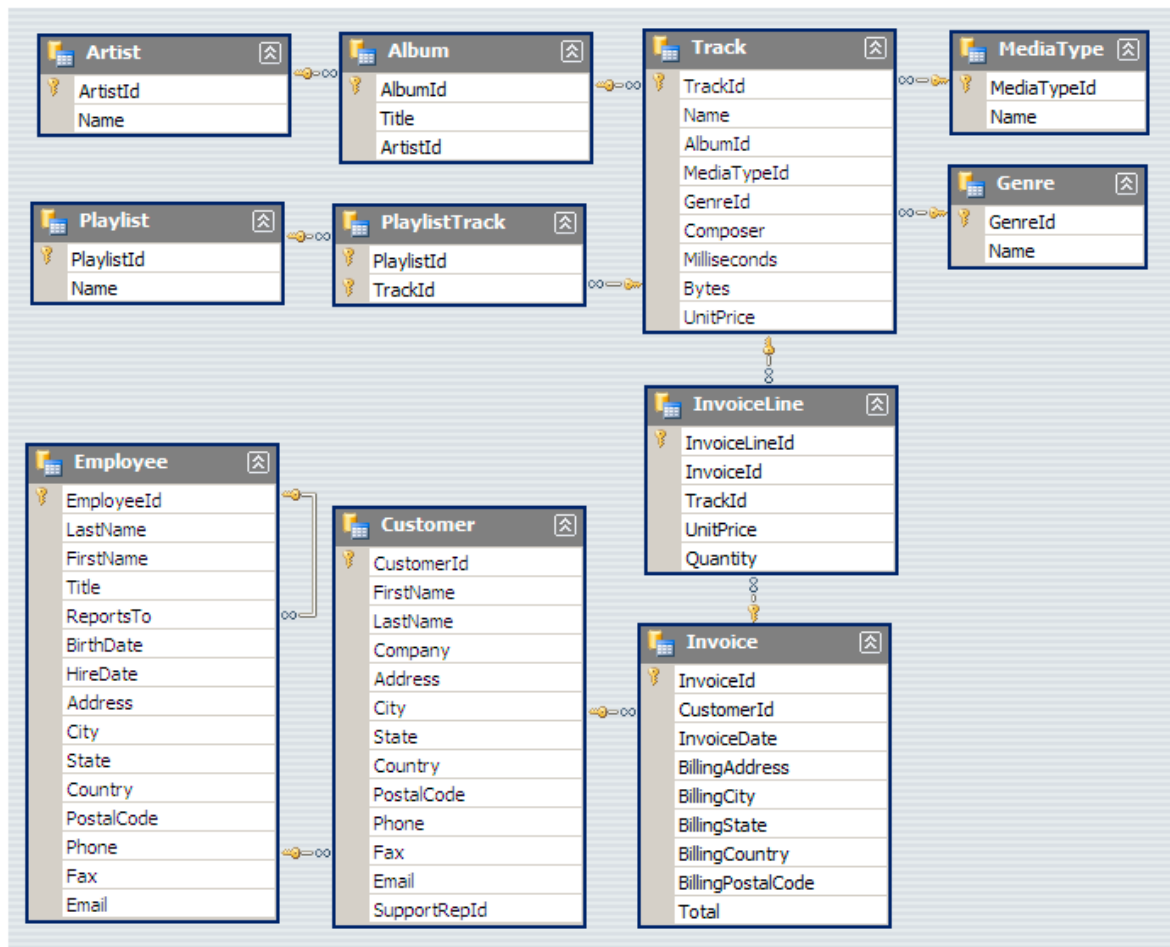 Artist
ArtistId
Name
Album
AlbumId
Title
ArtistId
Track
TrackId
Name
AlbumId
MediaTypeId
GenreId
Composer
Milliseconds
Bytes
UnitPrice
MediaType
MediaTypeId
Name
Genre
GenreId
Name
Playlist
PlaylistId
Name
PlaylistTrack
PlaylistId
TrackId
InvoiceLine
InvoiceLineId
InvoiceId
TrackId
UnitPrice
Quantity
Employee
EmployeeId
LastName
FirstName
Title
ReportsTo
BirthDate
HireDate
Address
City
State
Country
PostalCode
Phone
Fax
Email
Customer
CustomerId
FirstName
LastName
Company
Address
City
State
Country
PostalCode
Phone
Fax
Email
SupportRepId
Invoice
InvoiceId
CustomerId
InvoiceDate
BillingAddress
BillingCity
BillingState
BillingCountry
BillingPostalCode
Total